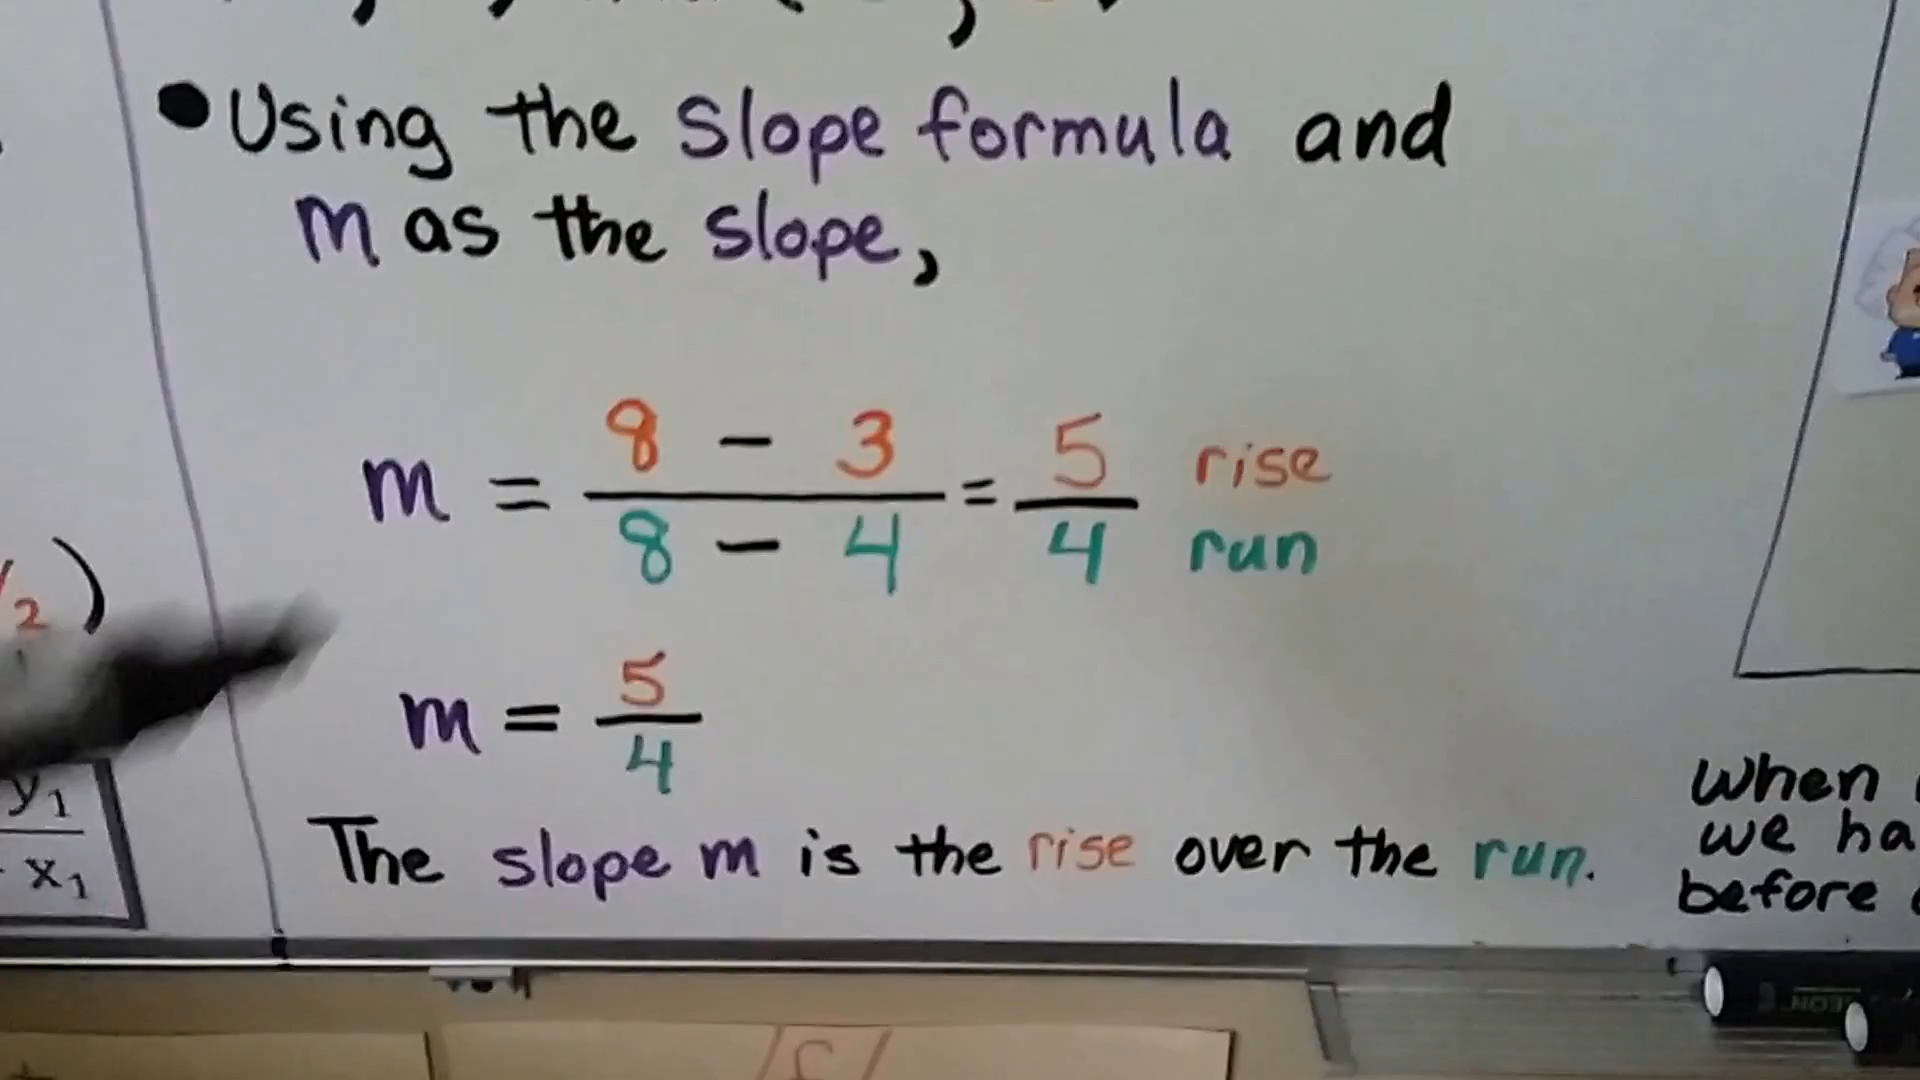 • Using the slope formula and
m as the slope,
m = 8 - 3 / 8 - 4 = 5 / 4 rise / run
m = 5 / 4
The slope m is the rise over the run.
2)
y₁
- x₁
When
we ha
before